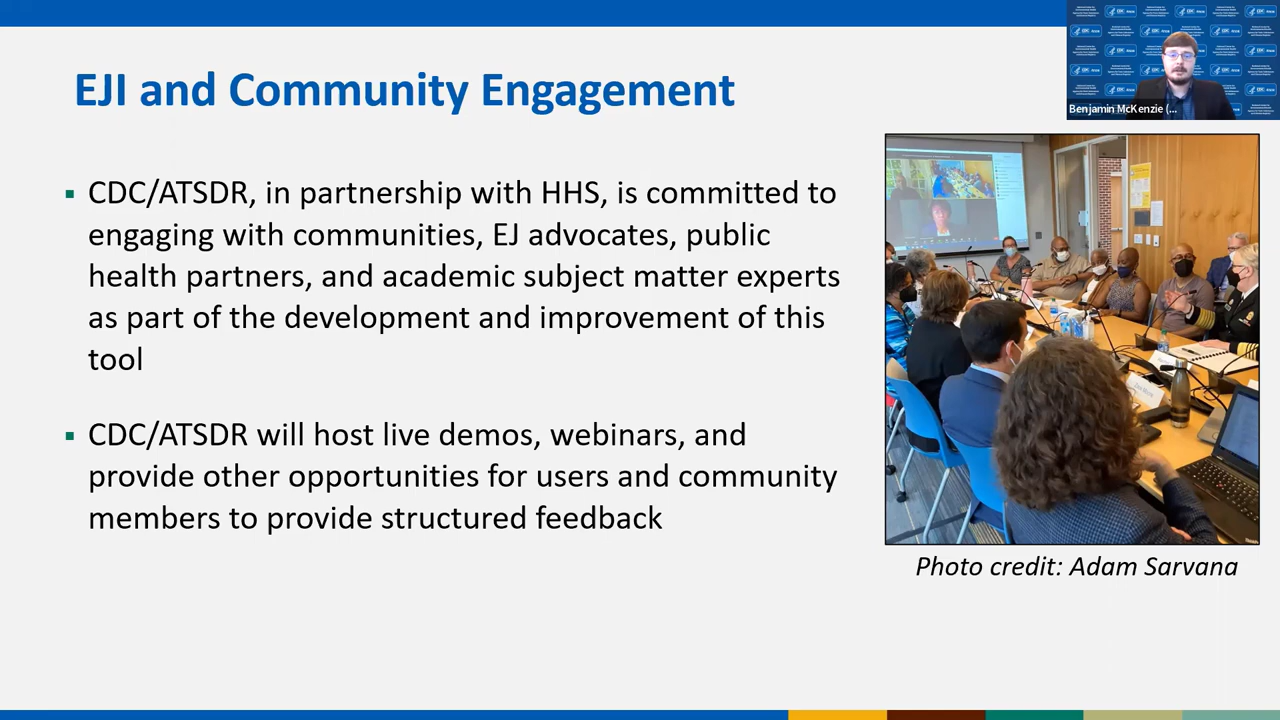 EJI and Community Engagement
Benjamin McKenzie (...
CDC/ATSDR, in partnership with HHS, is committed to
engaging with communities, EJ advocates, public
health partners, and academic subject matter experts
as part of the development and improvement of this
tool
CDC/ATSDR will host live demos, webinars, and
provide other opportunities for users and community
members to provide structured feedback
Photo credit: Adam Sarvana